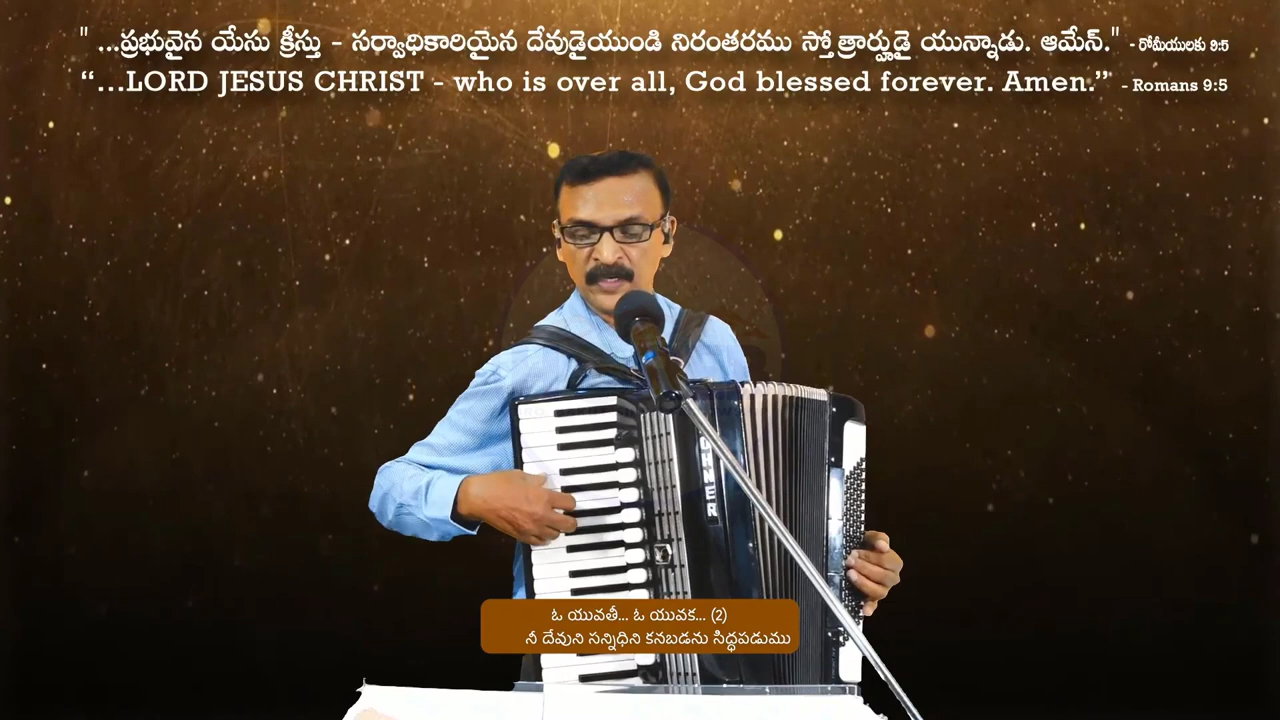 " ...ప్రభువైన యేసు క్రీస్తు - సర్వాధికారియైన దేవుడైయుండి నిరంతరము స్తోత్రార్హుడై యున్నాడు. ఆమేన్." - రోమీయులకు 9:5
“...LORD JESUS CHRIST - who is over all, God blessed forever. Amen.” - Romans 9:5
ఓ యువతీ... ఓ యువక... (2)
నీ దేవుని సన్నిధిని కనబడను సిద్ధపడుము